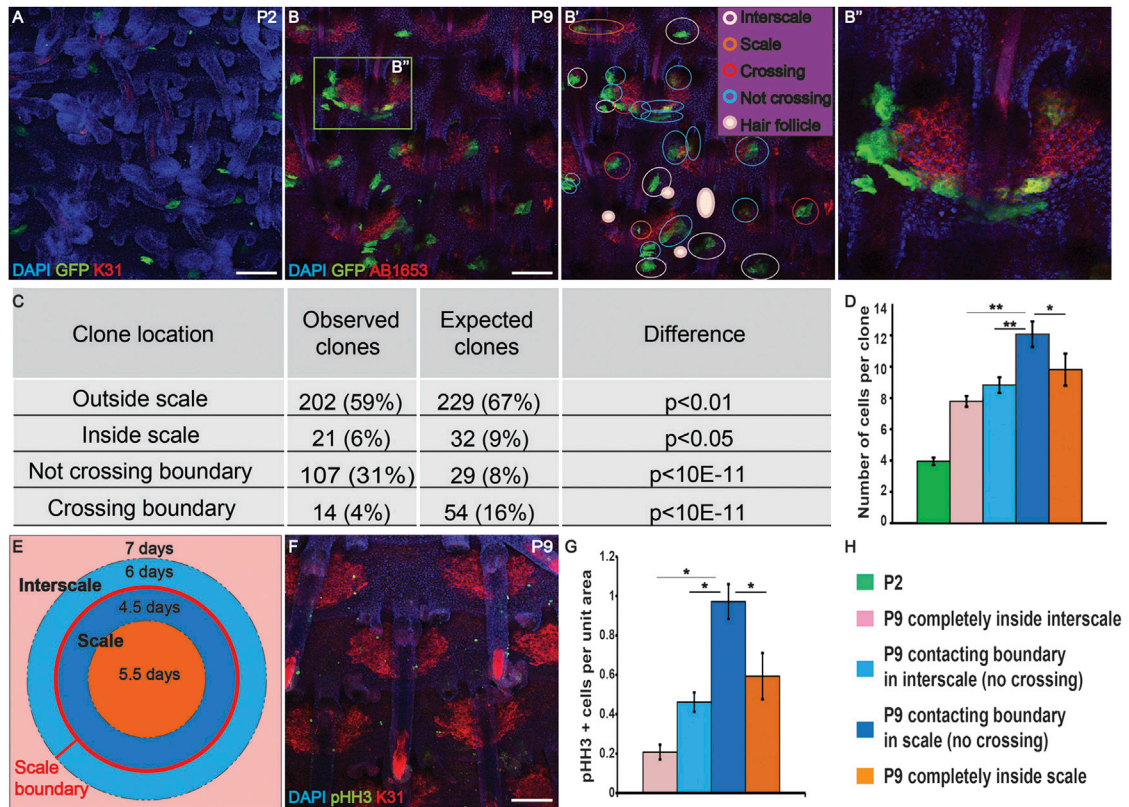 A
P2
DAPI GFP K31
B
P9
B"
DAPI GFP AB1653
B'
Interscale
Scale
Crossing
Not crossing
Hair follicle
B"
C
Clone location
Observed clones
Expected clones
Difference
Outside scale
202 (59%)
229 (67%)
p<0.01
Inside scale
21 (6%)
32 (9%)
p<0.05
Not crossing boundary
107 (31%)
29 (8%)
p<10E-11
Crossing boundary
14 (4%)
54 (16%)
p<10E-11
D
Number of cells per clone
14
12
10
8
6
4
2
0
**
**
*
E
7 days
Interscale
6 days
4.5 days
Scale
5.5 days
Scale
boundary
F
P9
DAPI pHH3 K31
G
pHH3 + cells per unit area
1.2
1
0.8
0.6
0.4
0.2
0
*
*
*
H
P2
P9 completely inside interscale
P9 contacting boundary
in interscale (no crossing)
P9 contacting boundary
in scale (no crossing)
P9 completely inside scale